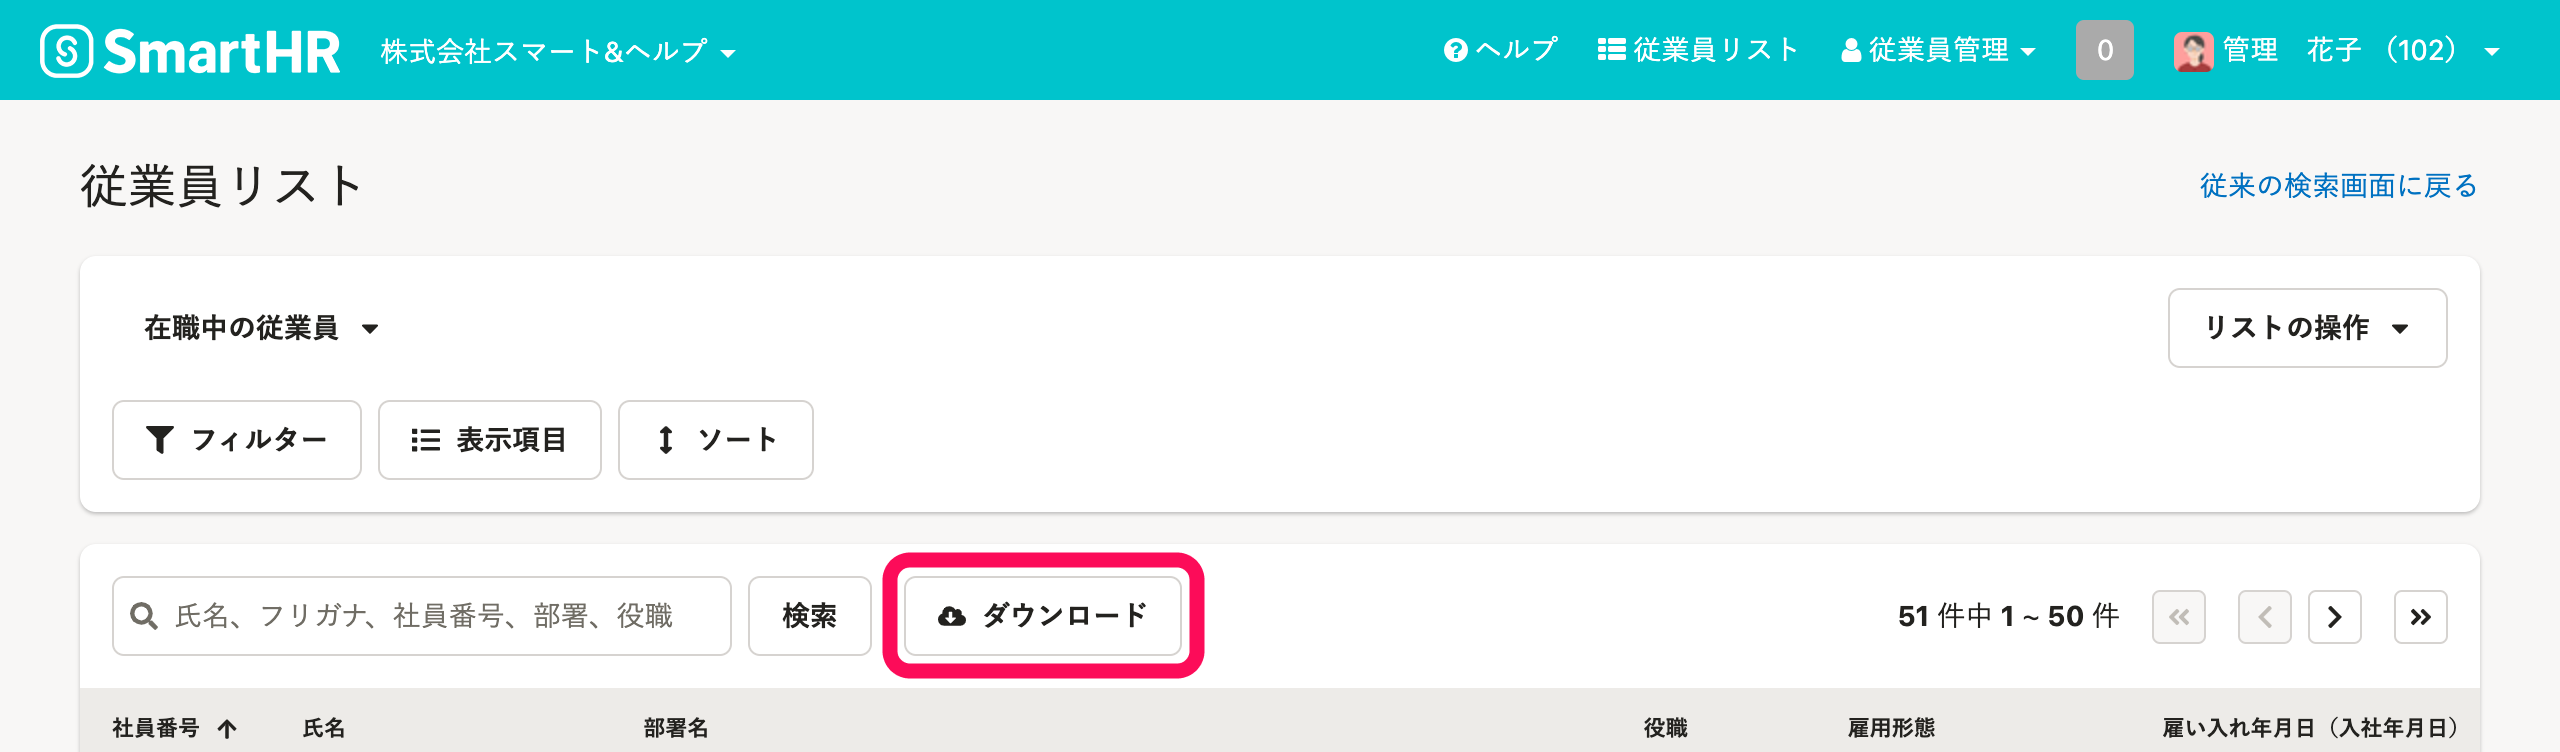 SmartHR 株式会社スマート&ヘルプ ヘルプ 従業員リスト 従業員管理 0 管理 花子 （102）
従業員リスト 従来の検索画面に戻る
在職中の従業員 リストの操作
フィルター 表示項目 ソート
氏名、フリガナ、社員番号、部署、役職 検索 ダウンロード 51 件中 1 ~ 50 件
社員番号 氏名 部署名 役職 雇用形態 雇い入れ年月日（入社年月日）